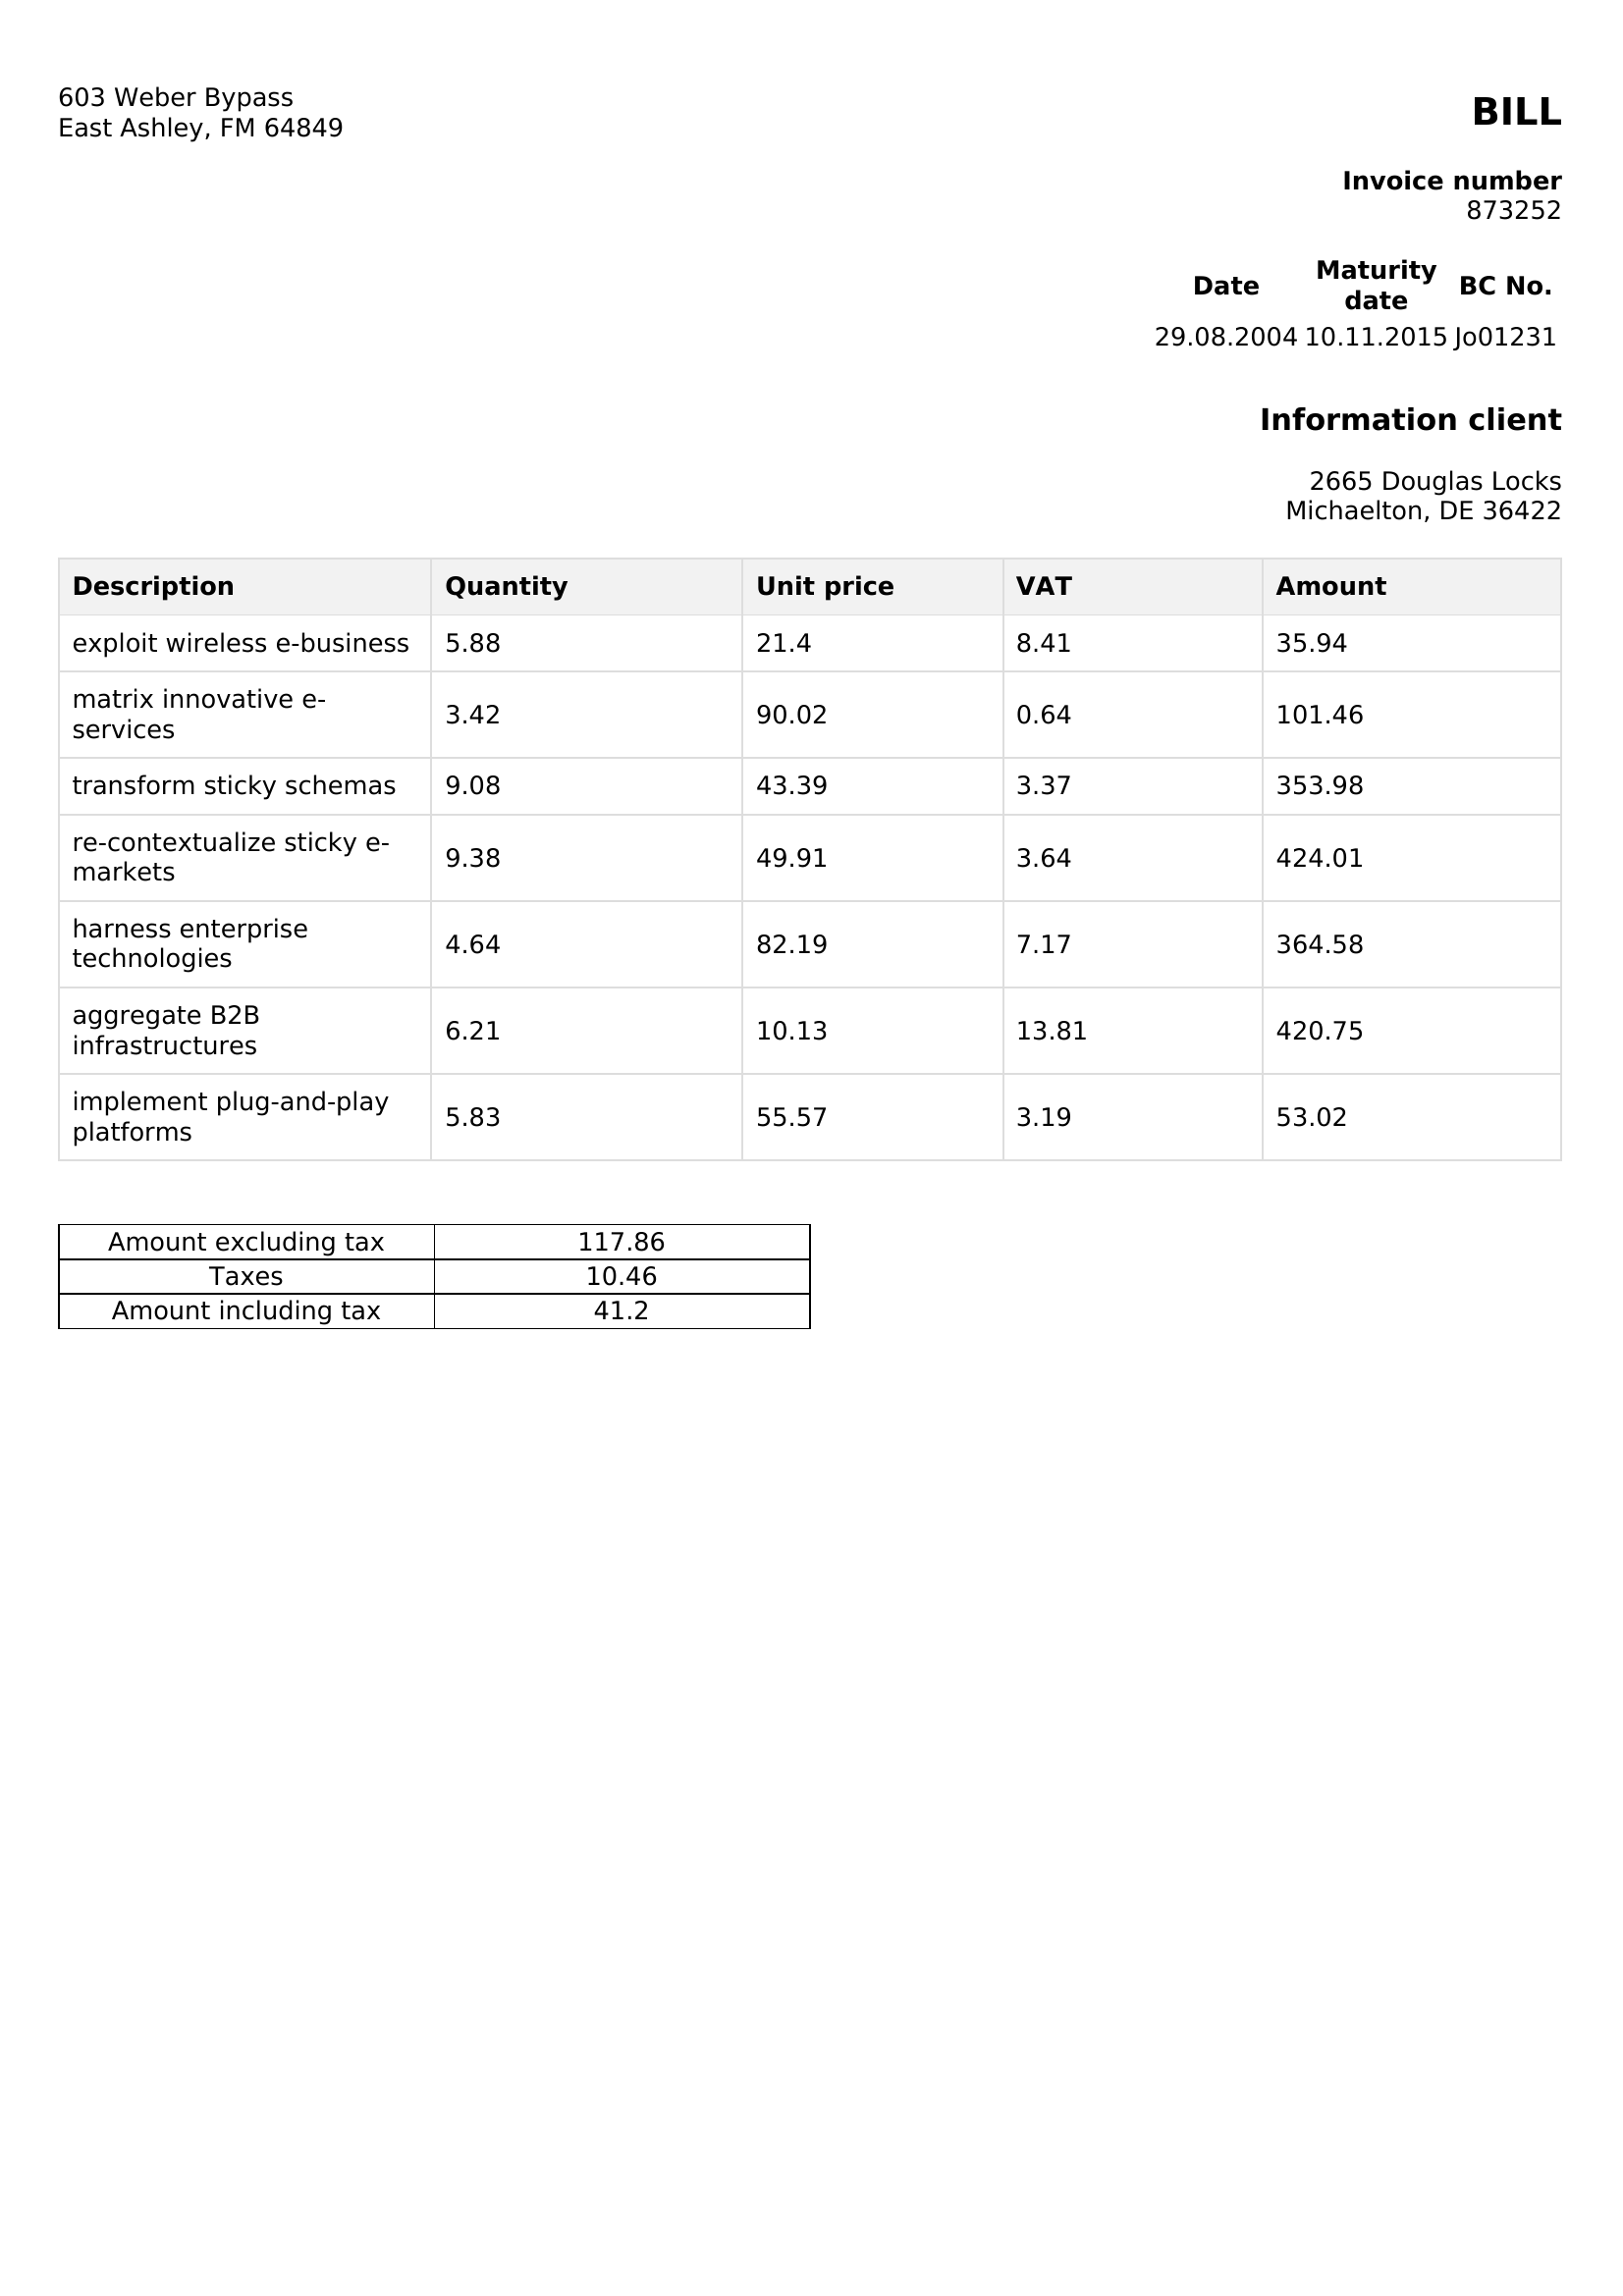 603 Weber Bypass
East Ashley, FM 64849
BILL
Invoice number
873252
Date Maturity date BC No.
29.08.2004 10.11.2015 Jo01231
Information client
2665 Douglas Locks
Michaelton, DE 36422
Description Quantity Unit price VAT Amount
exploit wireless e-business 5.88 21.4 8.41 35.94
matrix innovative e-
services 3.42 90.02 0.64 101.46
transform sticky schemas 9.08 43.39 3.37 353.98
re-contextualize sticky e-
markets 9.38 49.91 3.64 424.01
harness enterprise
technologies 4.64 82.19 7.17 364.58
aggregate B2B
infrastructures 6.21 10.13 13.81 420.75
implement plug-and-play
platforms 5.83 55.57 3.19 53.02
Amount excluding tax 117.86
Taxes 10.46
Amount including tax 41.2